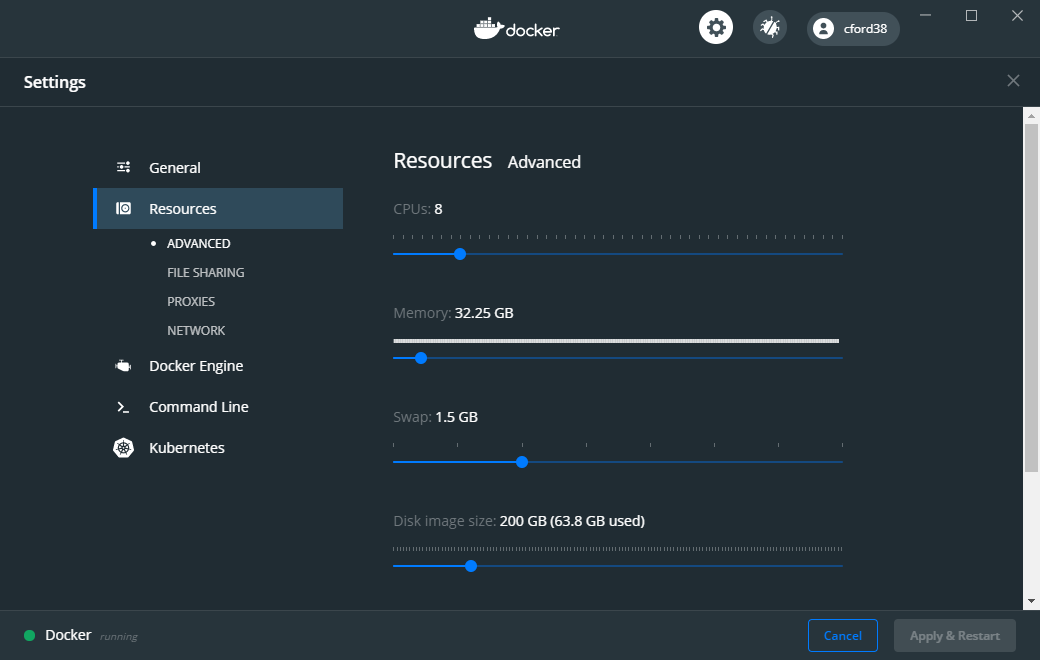 docker
cford38
Settings
General
Resources
ADVANCED
FILE SHARING
PROXIES
NETWORK
Docker Engine
Command Line
Kubernetes
Resources Advanced
CPUs: 8
Memory: 32.25 GB
Swap: 1.5 GB
Disk image size: 200 GB (63.8 GB used)
Docker running
Cancel
Apply & Restart